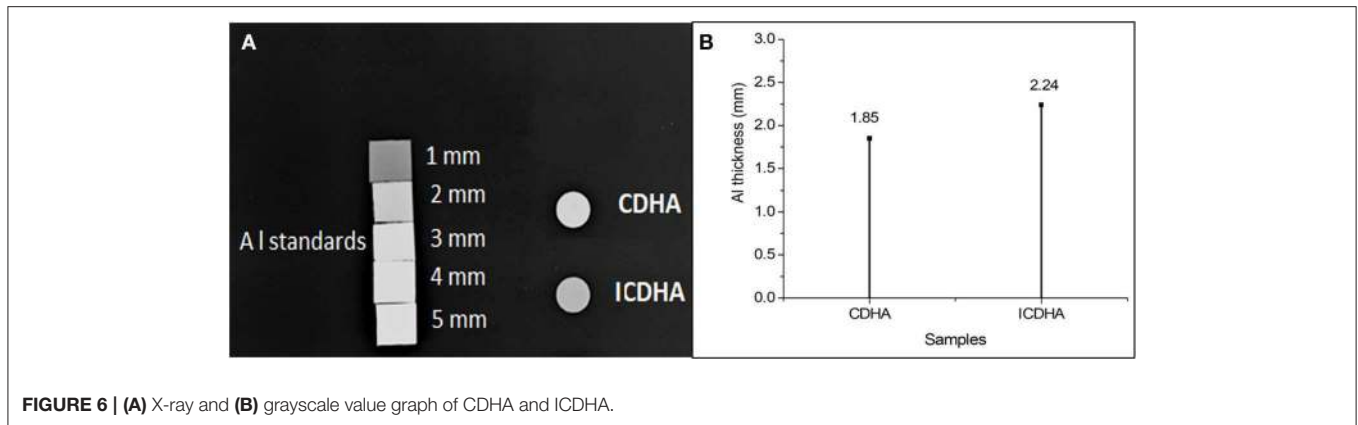 A
1 mm
2 mm
Al standards
3 mm
4 mm
5 mm
CDHA
ICDHA
B
3.0
2.5
2.0
1.5
1.0
0.5
0.0
Al thickness (mm)
1.85
2.24
CDHA
ICDHA
Samples
FIGURE 6 | (A) X-ray and (B) grayscale value graph of CDHA and ICDHA.